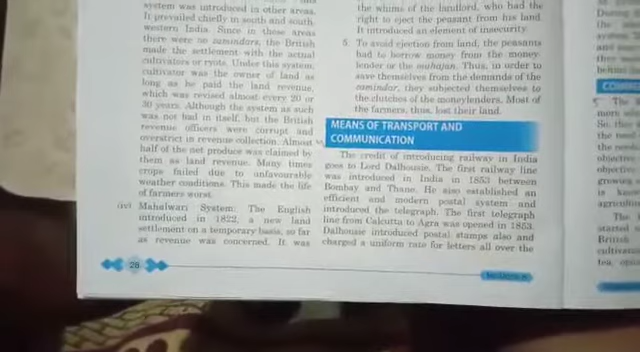 system was introduced in other areas.
It prevailed chiefly in south and south
western India. Since in these areas
there were no zamindars, the British
made the settlement with the actual
cultivators or ryots. Under this system,
cultivator was the owner of land as
long as he paid the land revenue,
which was revised almost every 20 or
30 years. Although the system as such
was not bad in itself, but the British
revenue officers were corrupt and
overstrict in revenue collection. Almost
half of the net produce was claimed by
them as land revenue. Many times
crops failed due to unfavourable
weather conditions. This made the life
of farmers worst.
(iv) Mahalwari System: The English
introduced in 1822, a new land
settlement on a temporary basis, so far
as revenue was concerned. It was
26
the whims of the landlord, who had the
right to eject the peasant from his land.
It introduced an element of insecurity.
5. To avoid ejection from land, the peasants
had to borrow money from the money-
lender or the mahajan. Thus, in order to
save themselves from the demands of the
zamindar, they subjected themselves to
the clutches of the moneylenders. Most of
the farmers, thus, lost their land.
MEANS OF TRANSPORT AND
COMMUNICATION
The credit of introducing railway in India
goes to Lord Dalhousie. The first railway line
was introduced in India in 1853 between
Bombay and Thane. He also established an
efficient and modern postal system and
introduced the telegraph. The first telegraph
line from Calcutta to Agra was opened in 1853.
Dalhousie introduced postal stamps also and
charged a uniform rate for letters all over the